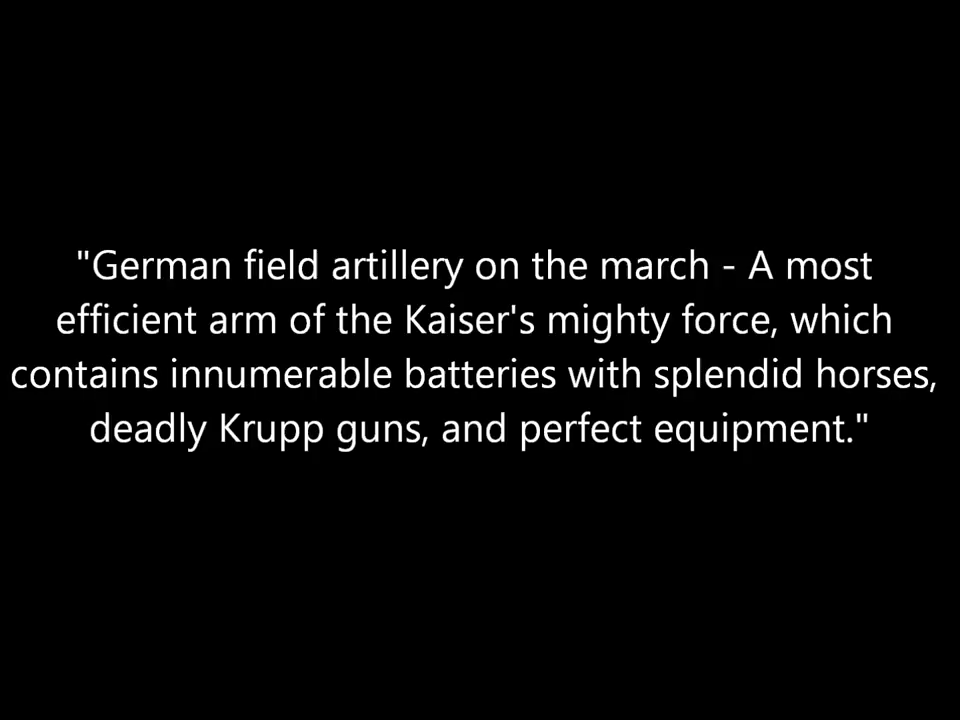 "German field artillery on the march - A most
efficient arm of the Kaiser's mighty force, which
contains innumerable batteries with splendid horses,
deadly Krupp guns, and perfect equipment."